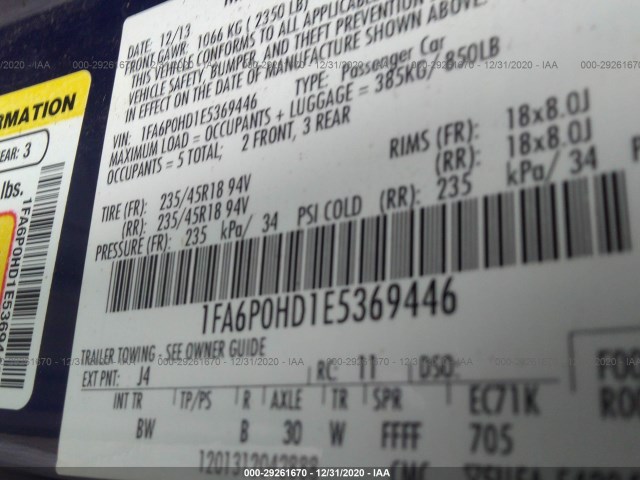 DATE: 12/13
FRONT GAWR: 1066 KG ( 2350 LB)
THIS VEHICLE CONFORMS TO ALL APPLICABLE
VEHICLE SAFETY, BUMPER, AND THEFT PREVENTION
IN EFFECT ON THE DATE OF MANUFACTURE SHOWN ABOVE.
VIN: 1FA6P0HD1E5369446 TYPE: Passenger Car
MAXIMUM LOAD = OCCUPANTS + LUGGAGE = 385KG/ 850LB
OCCUPANTS = 5 TOTAL; 2 FRONT, 3 REAR
TIRE (FR): 235/45R18 94V RIMS (FR): 18x8.0J
(RR): 235/45R18 94V (RR): 18x8.0J
PRESSURE (FR): 235 kPa/ 34 PSI COLD (RR): 235 kPa/ 34
1FA6P0HD1E5369446
TRAILER TOWING - SEE OWNER GUIDE
EXT PNT: J4 RC: 11 DSO:
INT TR TP/PS R AXLE TR SPR EC71K
BW B 30 W FFFF 705
RMATION
EAR: 3
lbs.
1FA6P0HD1E5369
000-29261670 - 12/31/2020 - IAAI